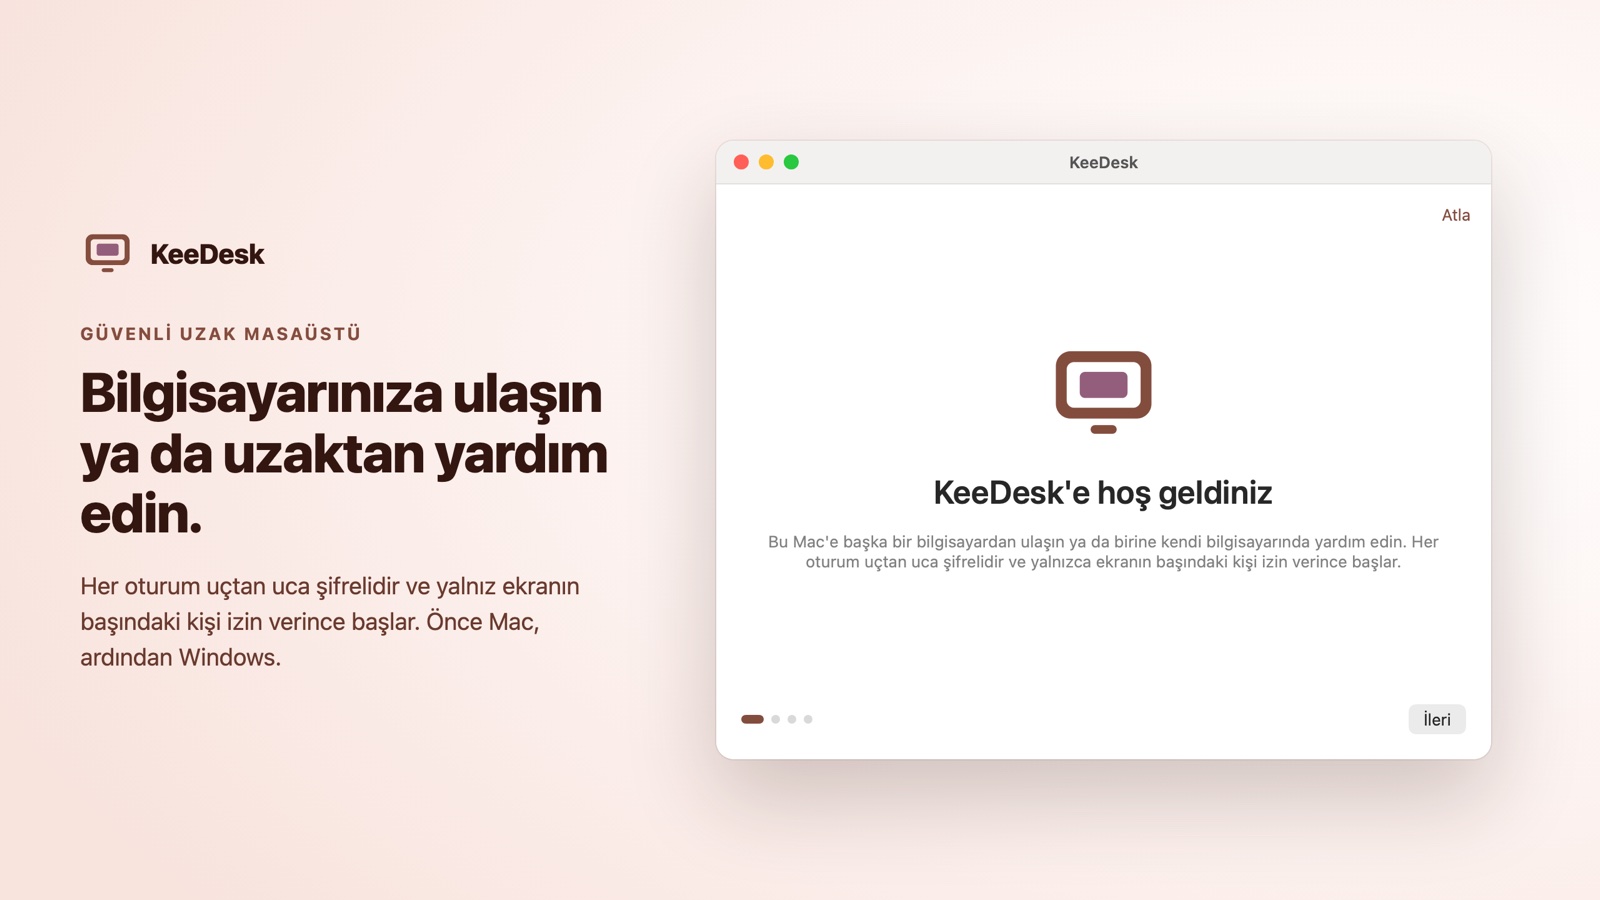 KeeDesk
GÜVENLİ UZAK MASAÜSTÜ
Bilgisayarınıza ulaşın
ya da uzaktan yardım
edin.
Her oturum uçtan uca şifrelidir ve yalnız ekranın
başındaki kişi izin verince başlar. Önce Mac,
ardından Windows.
KeeDesk
Atla
KeeDesk'e hoş geldiniz
Bu Mac'e başka bir bilgisayardan ulaşın ya da birine kendi bilgisayarında yardım edin. Her
oturum uçtan uca şifrelidir ve yalnızca ekranın başındaki kişi izin verince başlar.
İleri